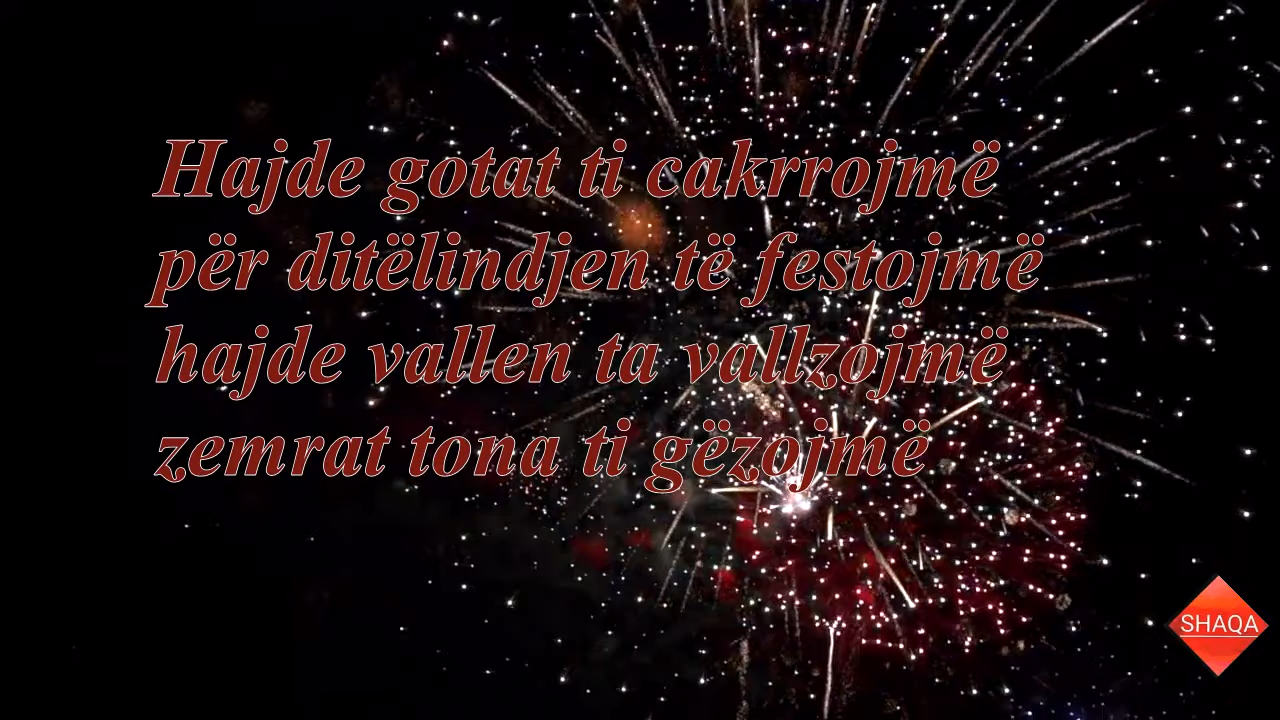 Hajde gotat ti cakrrojmë
për ditëlindjen të festojmë
hajde vallen ta vallzojmë
zemrat tona ti gëzojmë
SHAQA